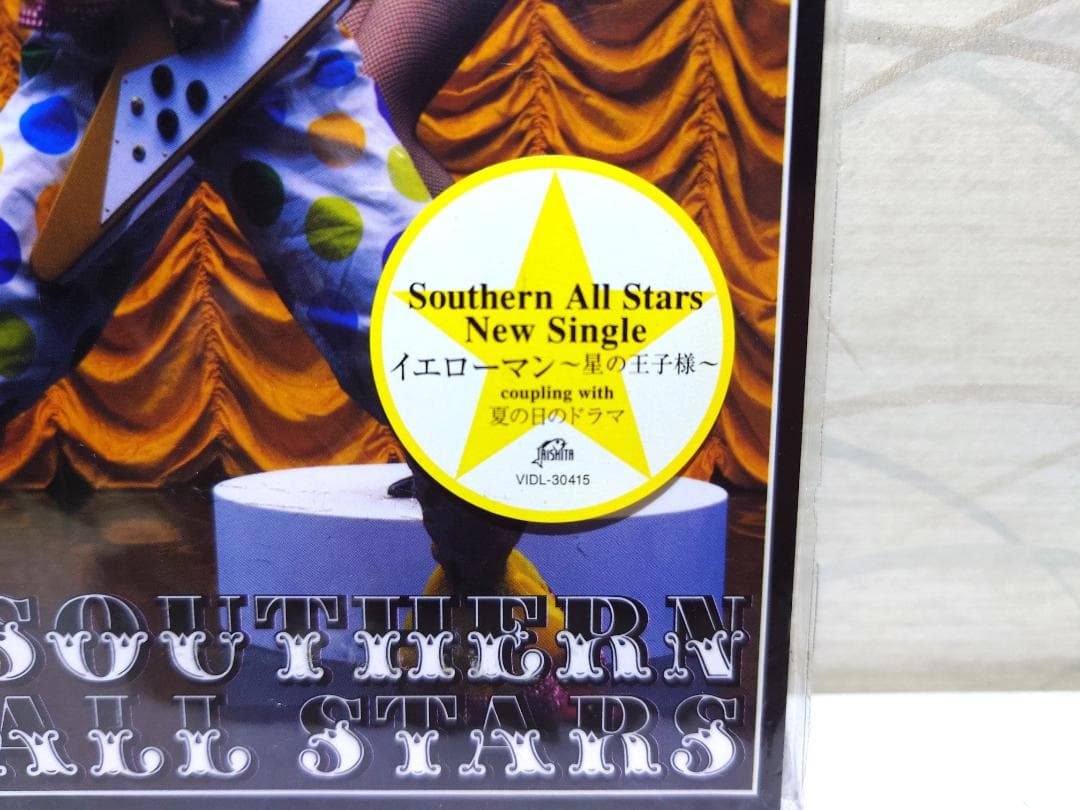 Southern All Stars
New Single
イエローマン～星の王子様～
coupling with
夏の日のドラマ
TAISHITA
VIDL-30415
SOUTHERN
ALL STARS